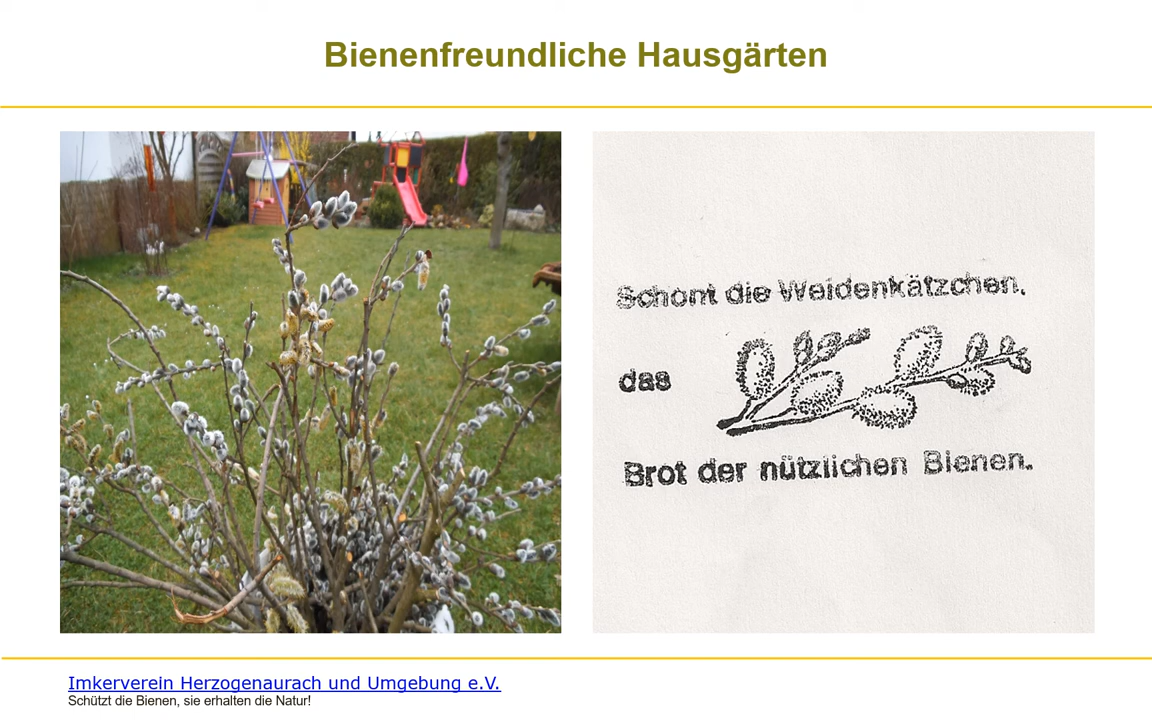 Bienenfreundliche Hausgärten
Schont die Weidenkätzchen,
das
Brot der nützlichen Bienen.
Imkerverein Herzogenaurach und Umgebung e.V.
Schützt die Bienen, sie erhalten die Natur!